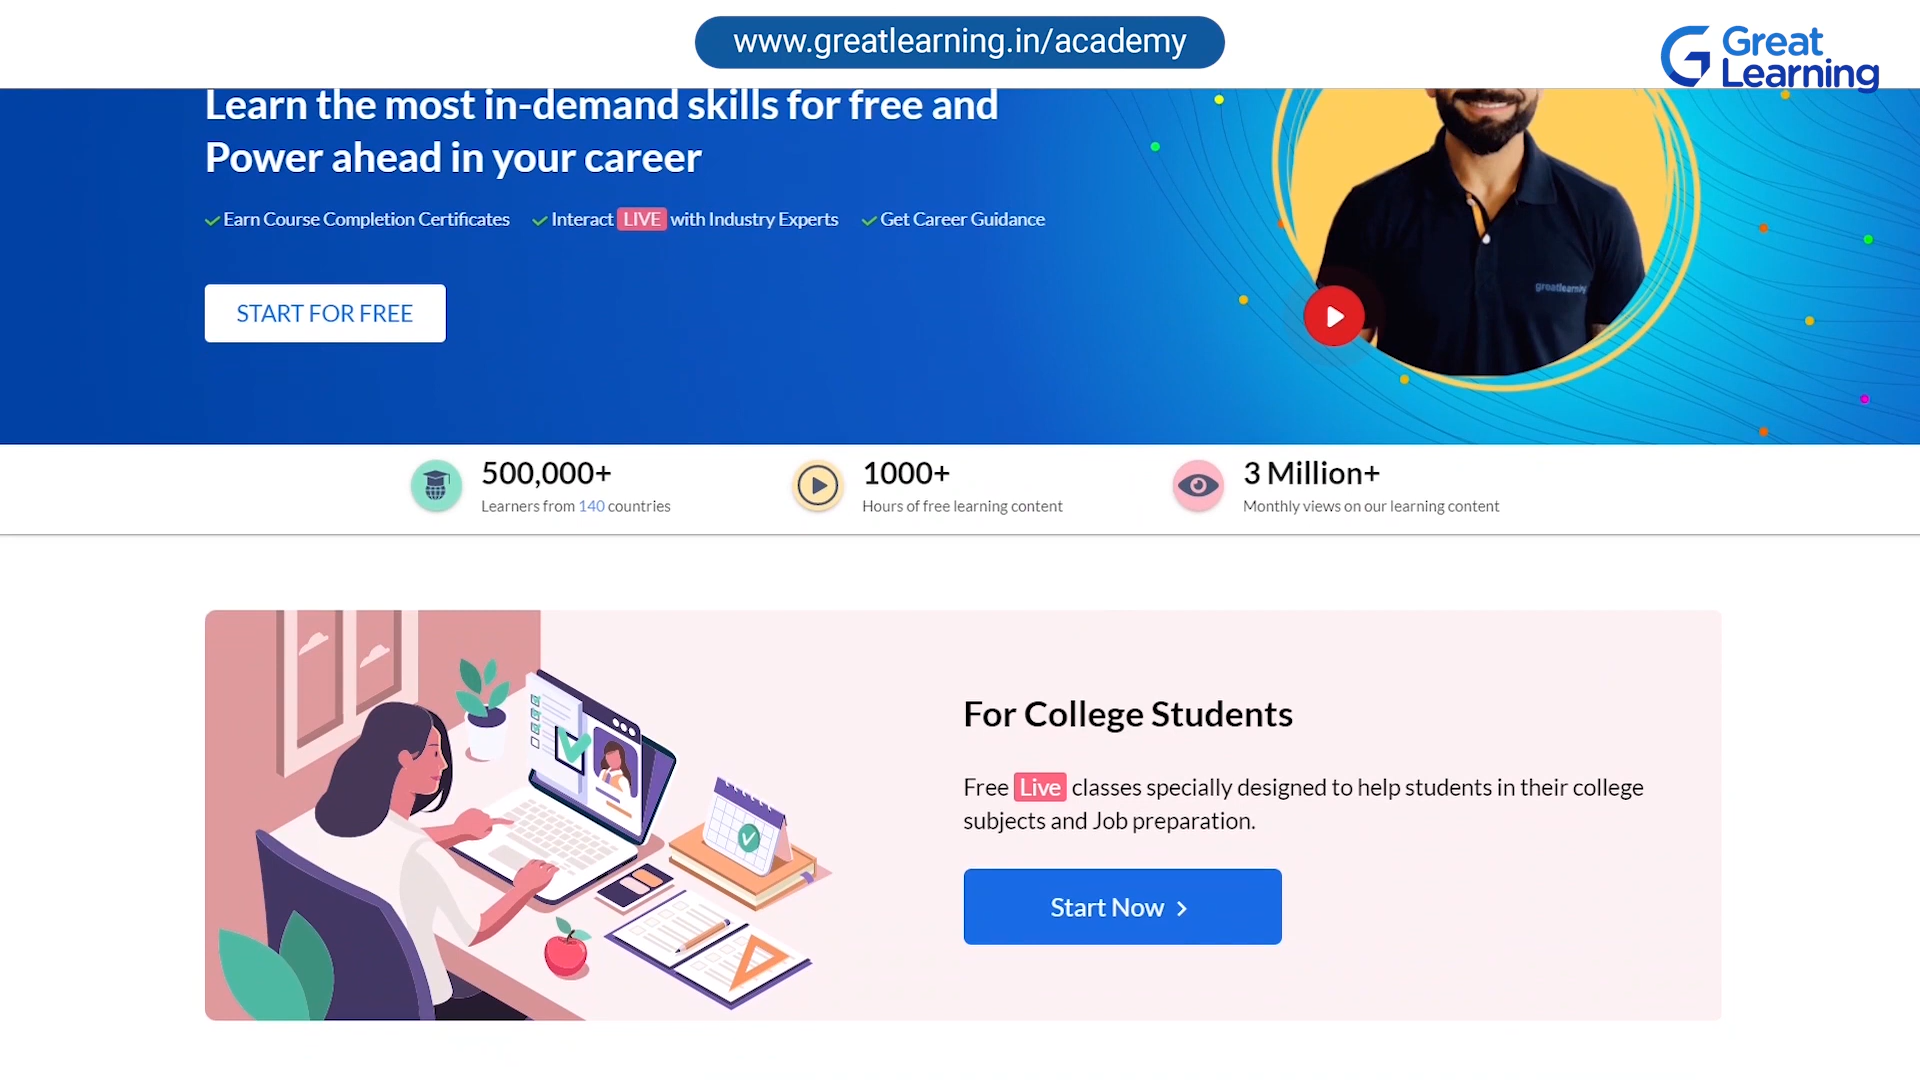 www.greatlearning.in/academy
Great
Learning
Learn the most in-demand skills for free and
Power ahead in your career
Earn Course Completion Certificates Interact LIVE with Industry Experts Get Career Guidance
START FOR FREE
greatlearning
500,000+
Learners from 140 countries
1000+
Hours of free learning content
3 Million+
Monthly views on our learning content
For College Students
Free Live classes specially designed to help students in their college
subjects and Job preparation.
Start Now